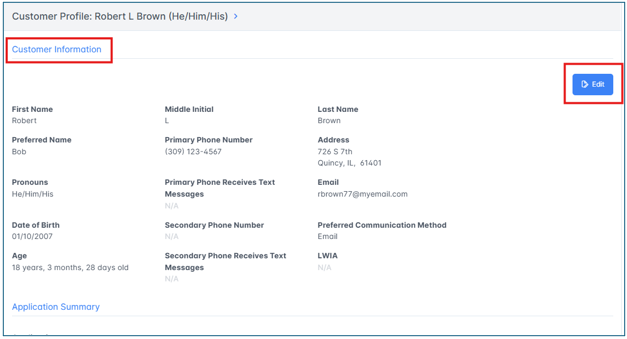 Customer Profile: Robert L Brown (He/Him/His) >
Customer Information
Edit
First Name Middle Initial Last Name
Robert L Brown
Preferred Name Primary Phone Number Address
Bob (309) 123-4567 726 S 7th
Quincy, IL, 61401
Pronouns Primary Phone Receives Text Email
He/Him/His Messages rbrown77@myemail.com
N/A
Date of Birth Secondary Phone Number Preferred Communication Method
01/10/2007 N/A Email
Age Secondary Phone Receives Text LWIA
18 years, 3 months, 28 days old Messages N/A
N/A
Application Summary